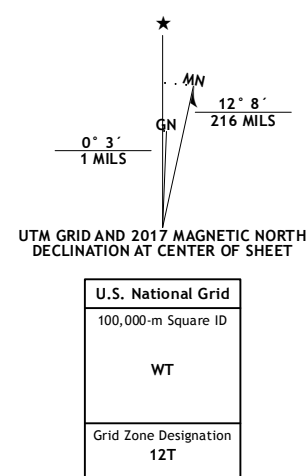 ★
MN
GN
12° 8´
216 MILS
0° 3´
1 MILS
UTM GRID AND 2017 MAGNETIC NORTH
DECLINATION AT CENTER OF SHEET
U.S. National Grid
100,000-m Square ID
WT
Grid Zone Designation
12T